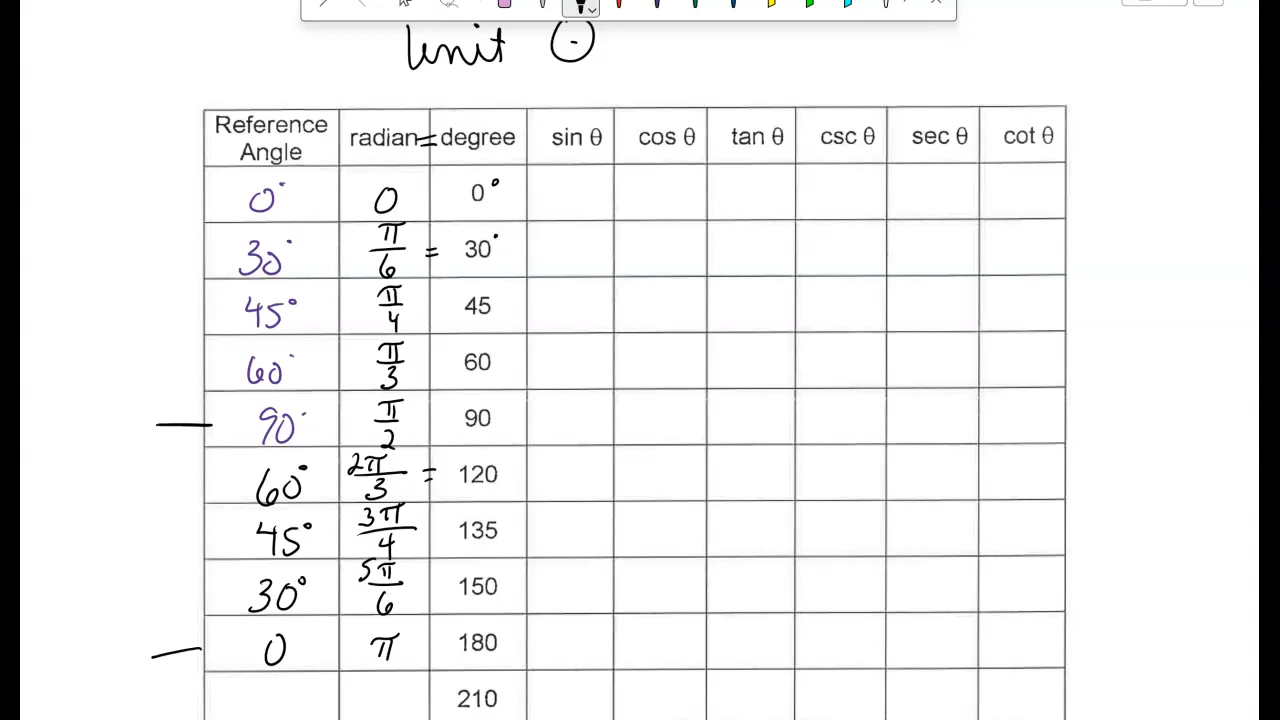 Unit ⊙
Reference Angle radian = degree sin θ cos θ tan θ csc θ sec θ cot θ
0° 0 0°
30° π/6 = 30°
45° π/4 45
60° π/3 60
90° π/2 90
60° 2π/3 = 120
45° 3π/4 135
30° 5π/6 150
0 π 180
210